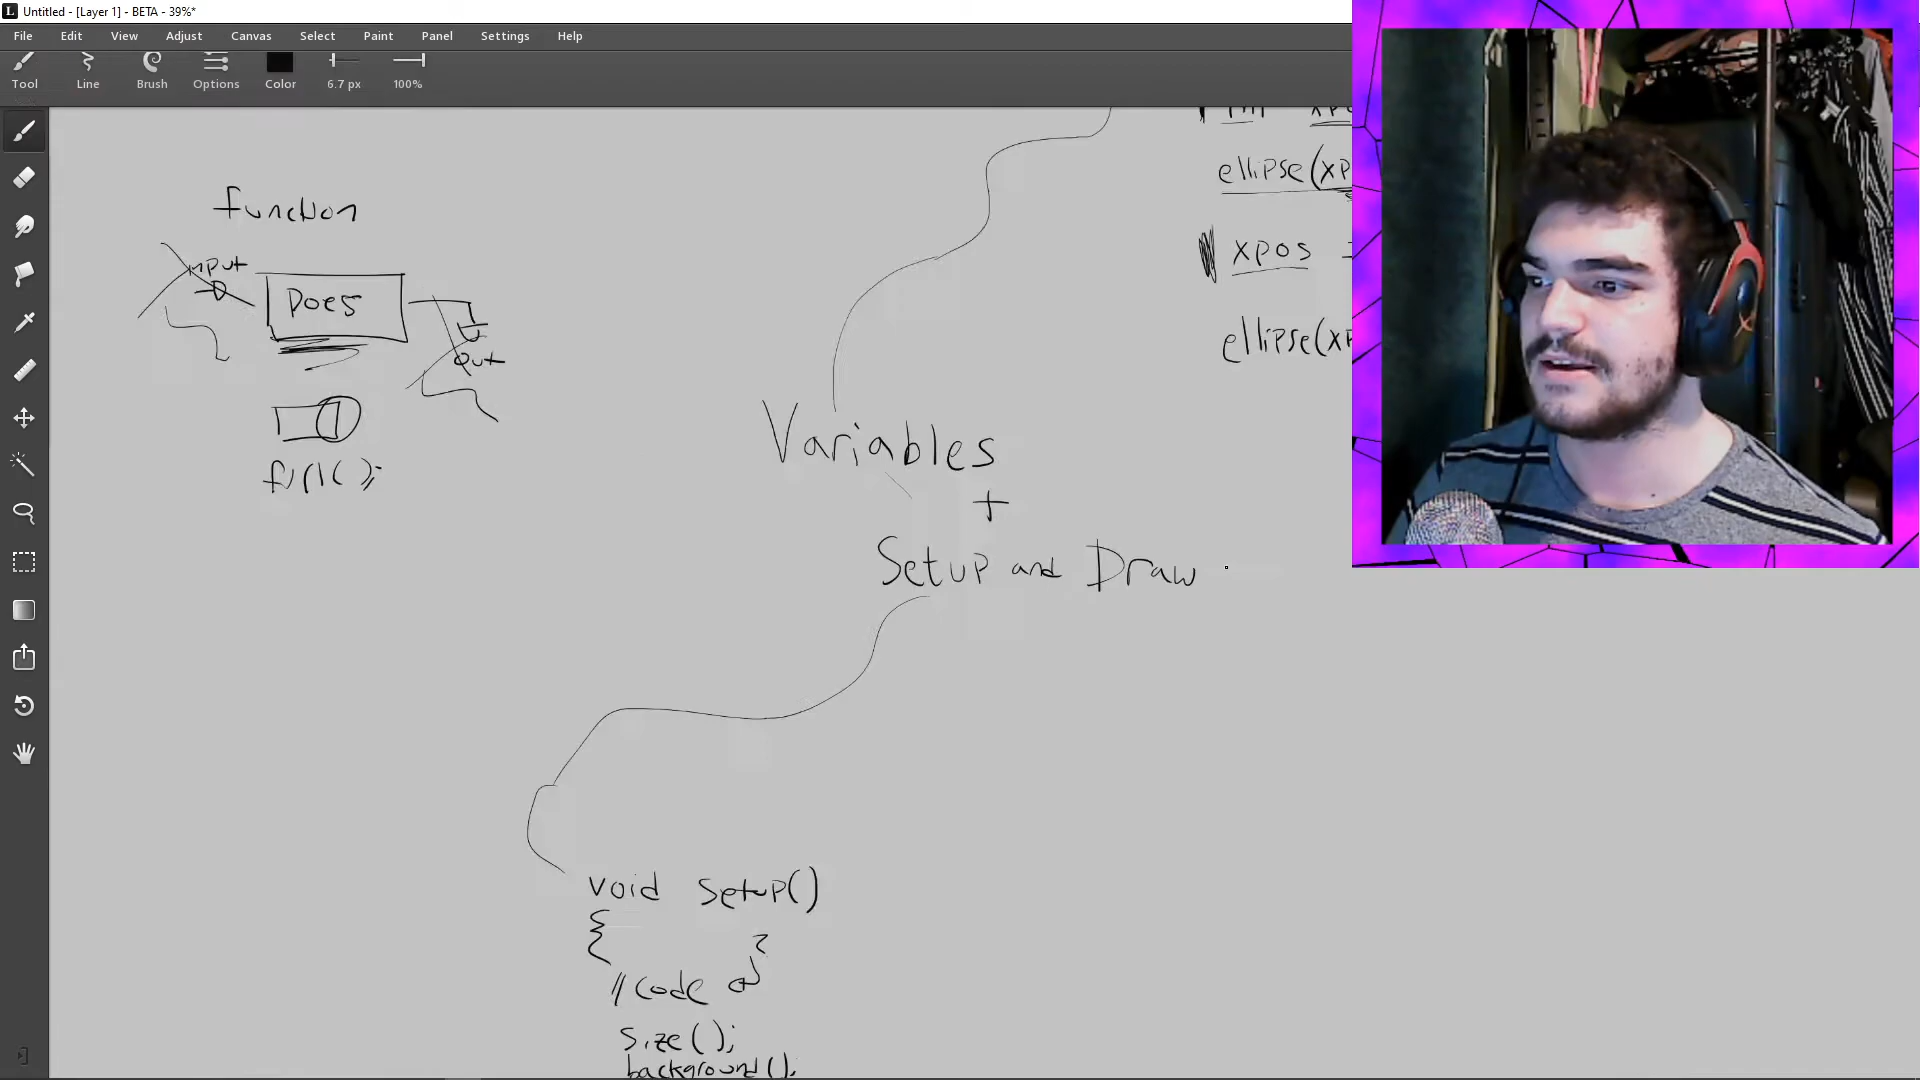 Untitled - [Layer 1] - BETA - 39%*
File Edit View Adjust Canvas Select Paint Panel Settings Help
Tool Line Brush Options Color 6.7 px 100%
function
input
Does
out
Variables
+
Setup and Draw
ellipse(xp
xpos
ellipse(xp
void setup()
{
//code
size();
background();